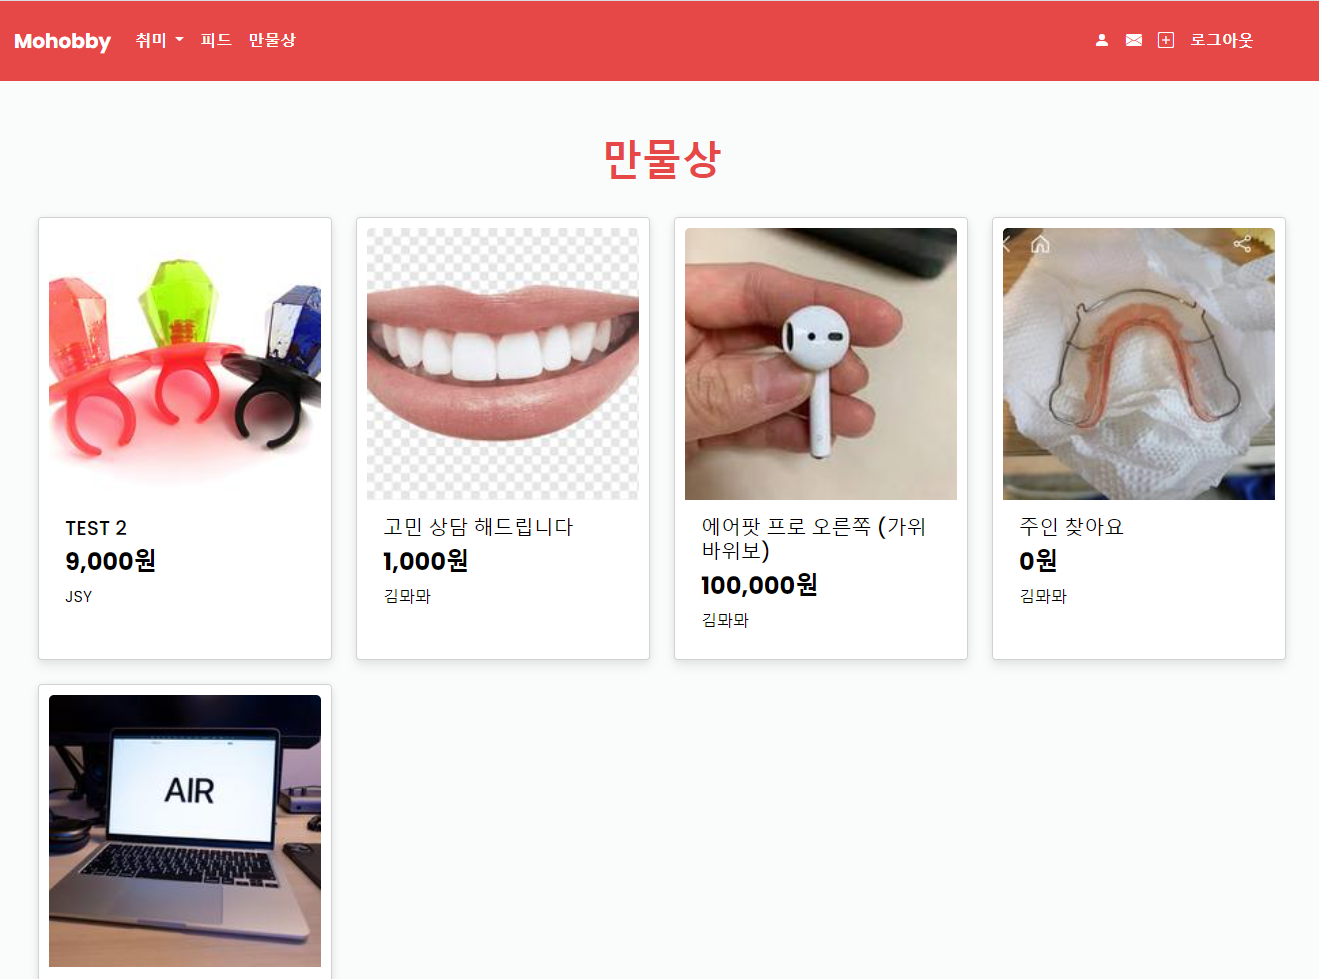 Mohobby 취미 피드 만물상 로그아웃
만물상
TEST 2
9,000원
JSY
고민 상담 해드립니다
1,000원
김뫄뫄
에어팟 프로 오른쪽 (가위
바위보)
100,000원
김뫄뫄
주인 찾아요
0원
김뫄뫄
AIR